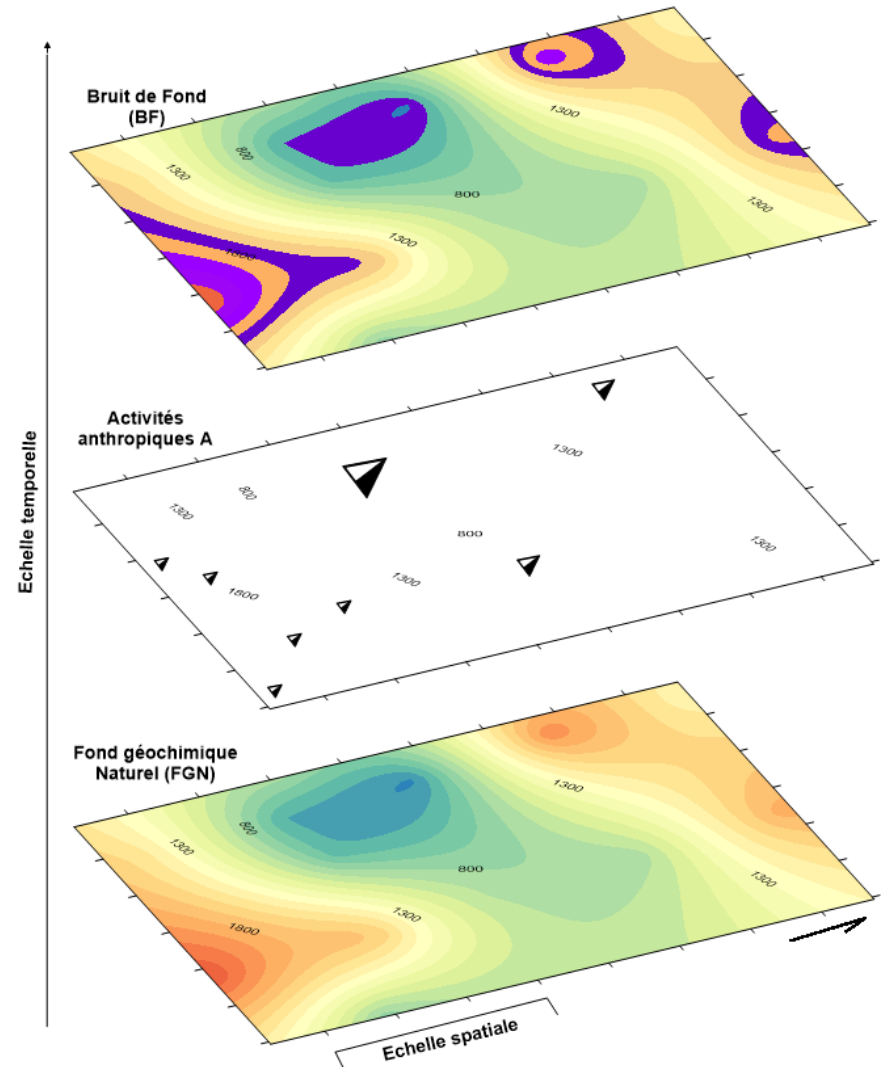 Bruit de Fond
(BF)
1300
800
1300
800
1300
1300
1800
Activités
anthropiques A
1300
800
1300
800
1300
1300
1800
Echelle temporelle
Fond géochimique
Naturel (FGN)
1300
800
1300
800
1300
1300
1800
Echelle spatiale